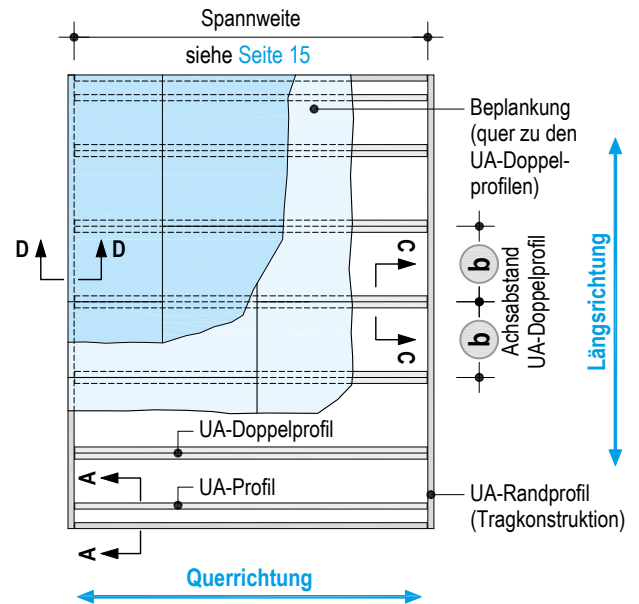 Spannweite
siehe Seite 15
Beplankung
(quer zu den
UA-Doppel-
profilen)
Längsrichtung
D
D
C
b
Achsabstand
UA-Doppelprofil
b
C
UA-Doppelprofil
A
UA-Profil
UA-Randprofil
(Tragkonstruktion)
A
Querrichtung